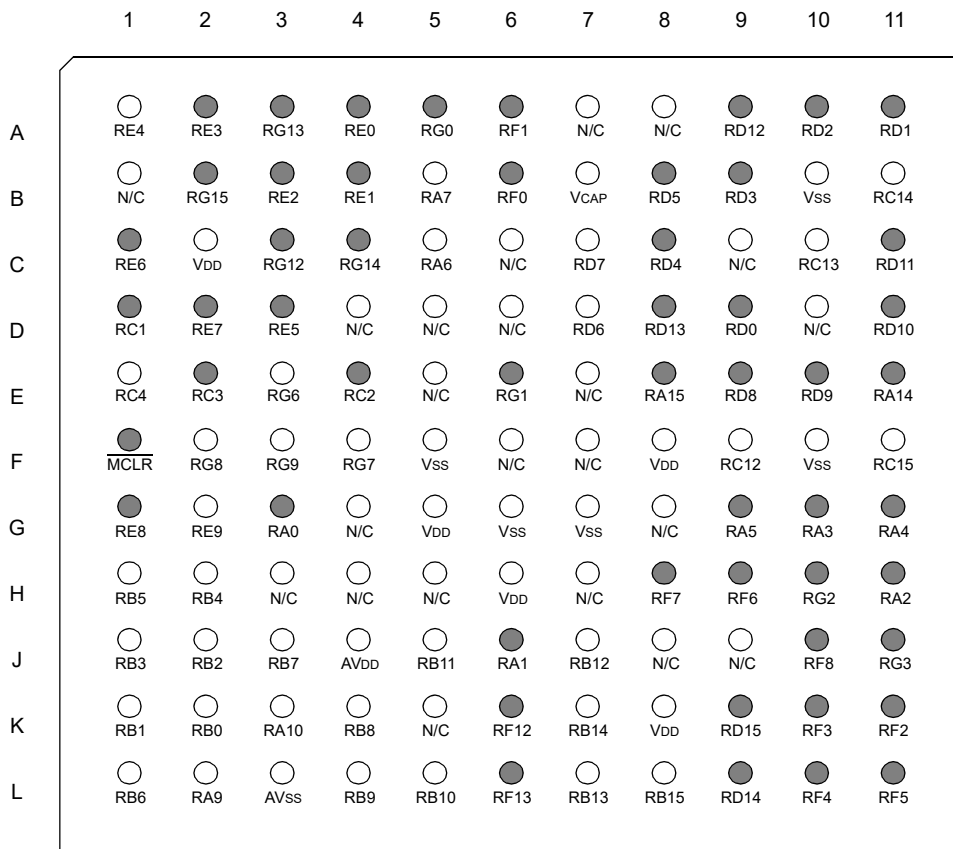 1 2 3 4 5 6 7 8 9 10 11
A
RE4 RE3 RG13 RE0 RG0 RF1 N/C N/C RD12 RD2 RD1
B
N/C RG15 RE2 RE1 RA7 RF0 VCAP RD5 RD3 VSS RC14
C
RE6 VDD RG12 RG14 RA6 N/C RD7 RD4 N/C RC13 RD11
D
RC1 RE7 RE5 N/C N/C N/C RD6 RD13 RD0 N/C RD10
E
RC4 RC3 RG6 RC2 N/C RG1 N/C RA15 RD8 RD9 RA14
F
MCLR RG8 RG9 RG7 VSS N/C N/C VDD RC12 VSS RC15
G
RE8 RE9 RA0 N/C VDD VSS VSS N/C RA5 RA3 RA4
H
RB5 RB4 N/C N/C N/C VDD N/C RF7 RF6 RG2 RA2
J
RB3 RB2 RB7 AVDD RB11 RA1 RB12 N/C N/C RF8 RG3
K
RB1 RB0 RA10 RB8 N/C RF12 RB14 VDD RD15 RF3 RF2
L
RB6 RA9 AVSS RB9 RB10 RF13 RB13 RB15 RD14 RF4 RF5